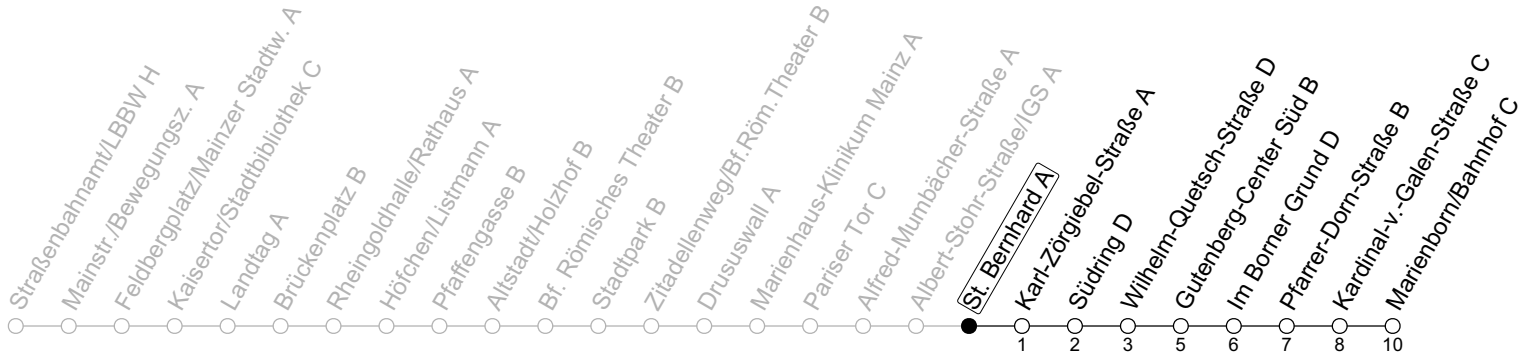 Straßenbahnamt/LBBW H
Mainstr./Bewegungsz. A
Feldbergplatz/Mainzer Stadtw. A
Kaisertor/Stadtbibliothek C
Landtag A
Brückenplatz B
Rheingoldhalle/Rathaus A
Höfchen/Listmann A
Pfaffengasse B
Altstadt/Holzhof B
Bf. Römisches Theater B
Stadtpark B
Zitadellenweg/Bf.Röm.Theater B
Drususwall A
Marienhaus-Klinikum Mainz A
Pariser Tor C
Alfred-Mumbächer-Straße A
Albert-Stohr-Straße/IGS A
St. Bernhard A
Karl-Zörgiebel-Straße A
Südring D
Wilhelm-Quetsch-Straße D
Gutenberg-Center Süd B
Im Borner Grund D
Pfarrer-Dorn-Straße B
Kardinal-v.-Galen-Straße C
Marienborn/Bahnhof C
1 2 3 5 6 7 8 10